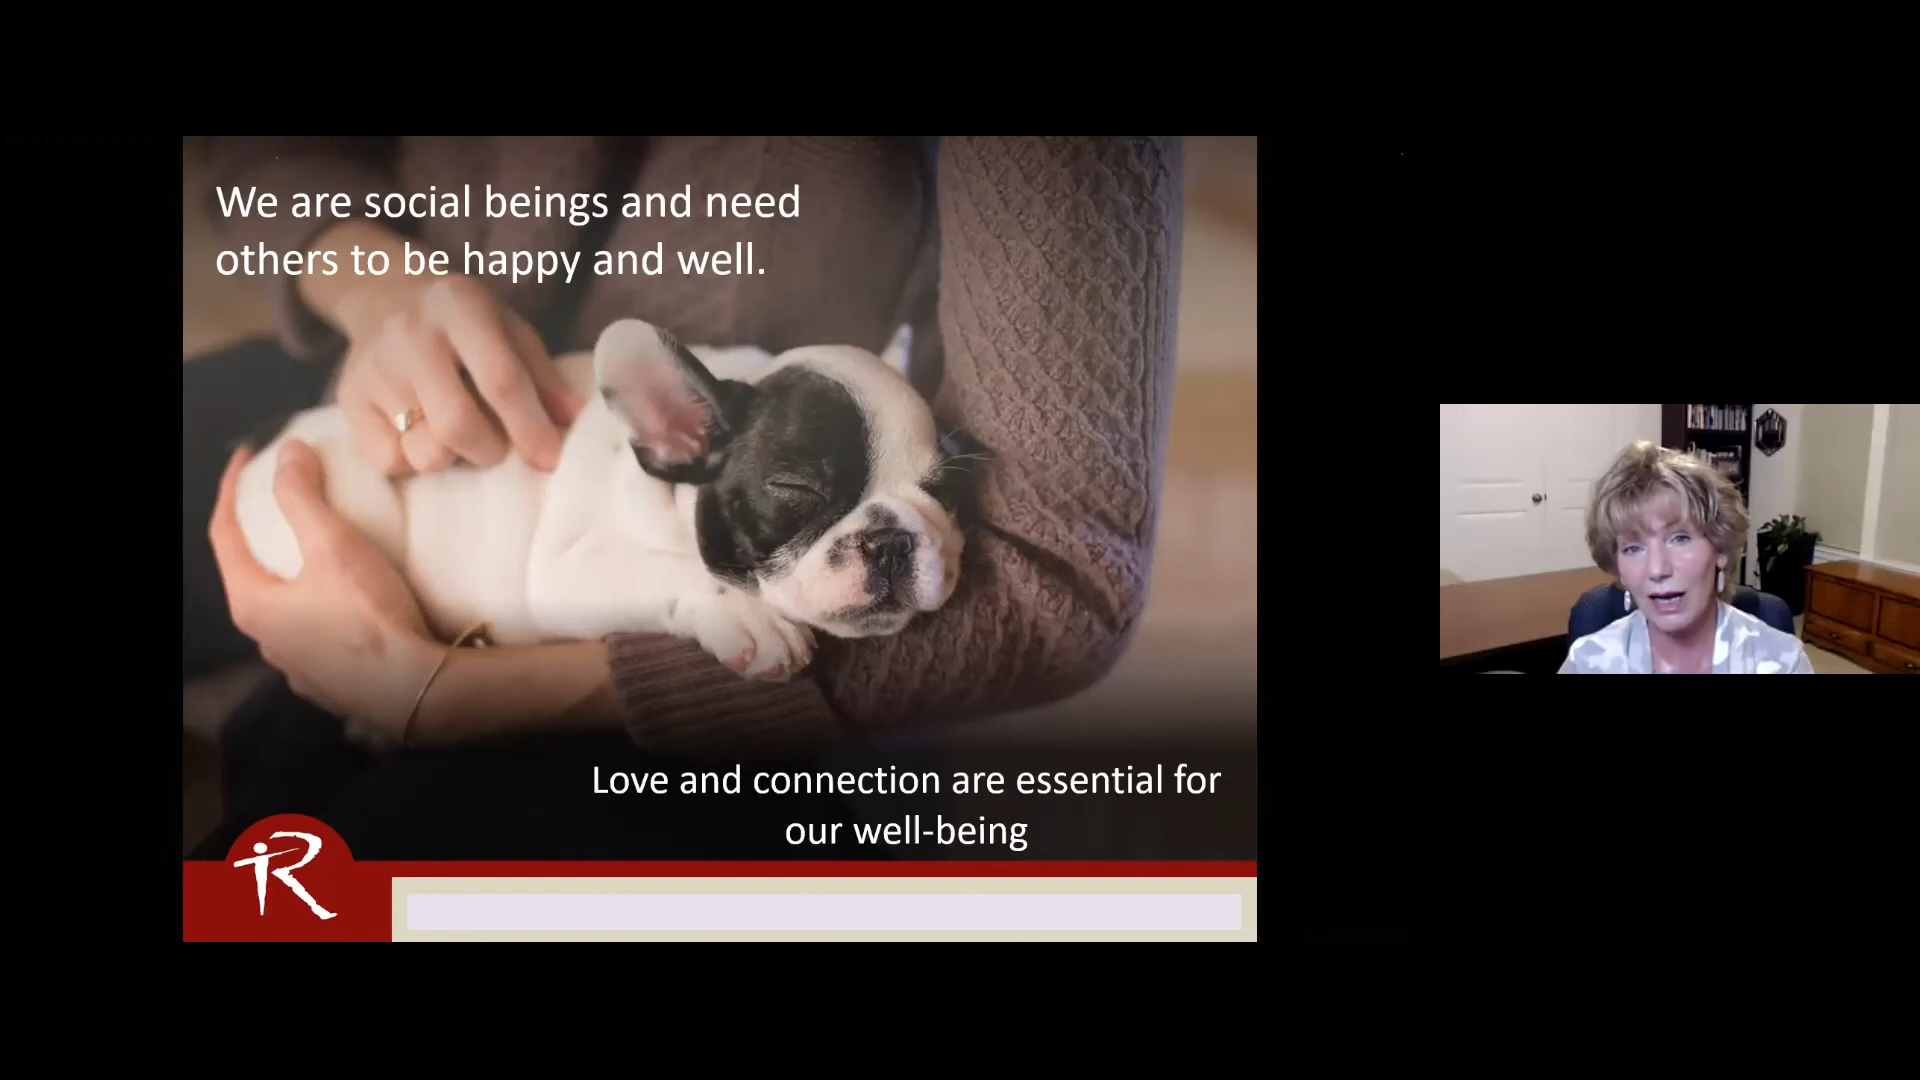 We are social beings and need
others to be happy and well.
Love and connection are essential for
our well-being
R